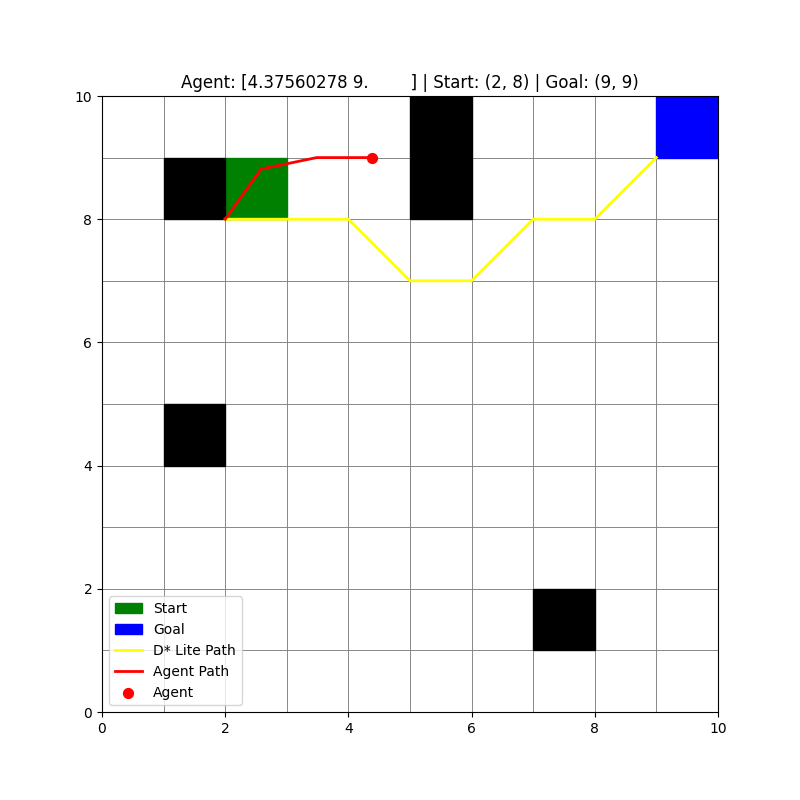 Agent: [4.37560278 9.        ] | Start: (2, 8) | Goal: (9, 9)
10
8
6
4
2
0
Start
Goal
D* Lite Path
Agent Path
Agent
0 2 4 6 8 10